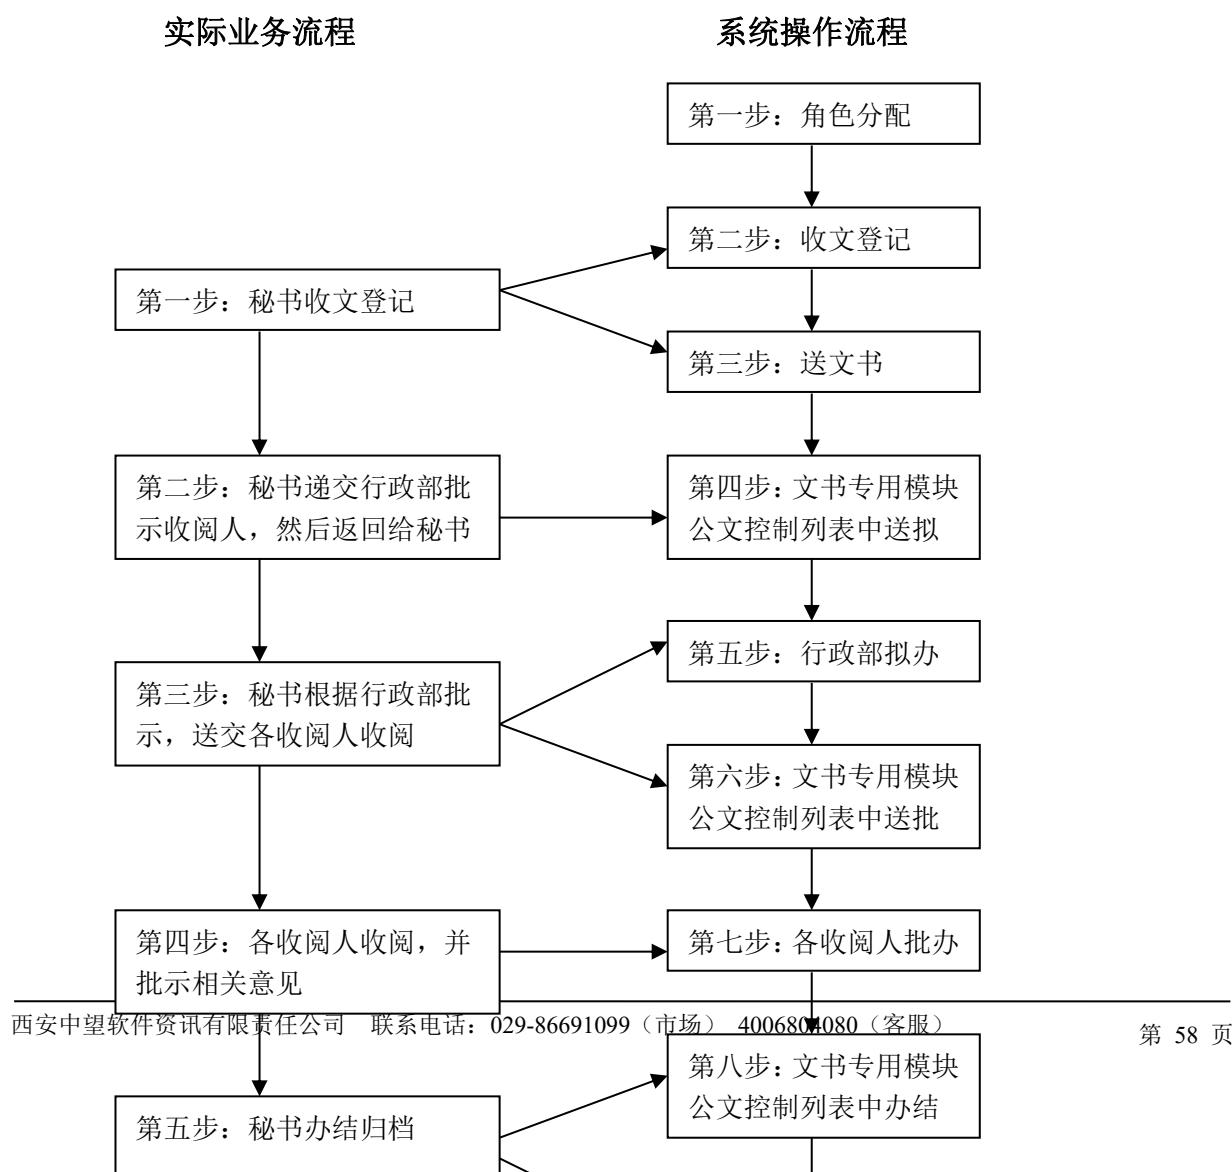 实际业务流程
系统操作流程
第一步：角色分配
第二步：收文登记
第一步：秘书收文登记
第三步：送文书
第二步：秘书递交行政部批
示收阅人，然后返回给秘书
第四步：文书专用模块
公文控制列表中送拟
第五步：行政部拟办
第三步：秘书根据行政部批
示，送交各收阅人收阅
第六步：文书专用模块
公文控制列表中送批
第四步：各收阅人收阅，并
批示相关意见
第七步：各收阅人批办
西安中望软件资讯有限责任公司 联系电话：029-86691099（市场） 4006804080（客服）
第 58 页
第八步：文书专用模块
公文控制列表中办结
第五步：秘书办结归档